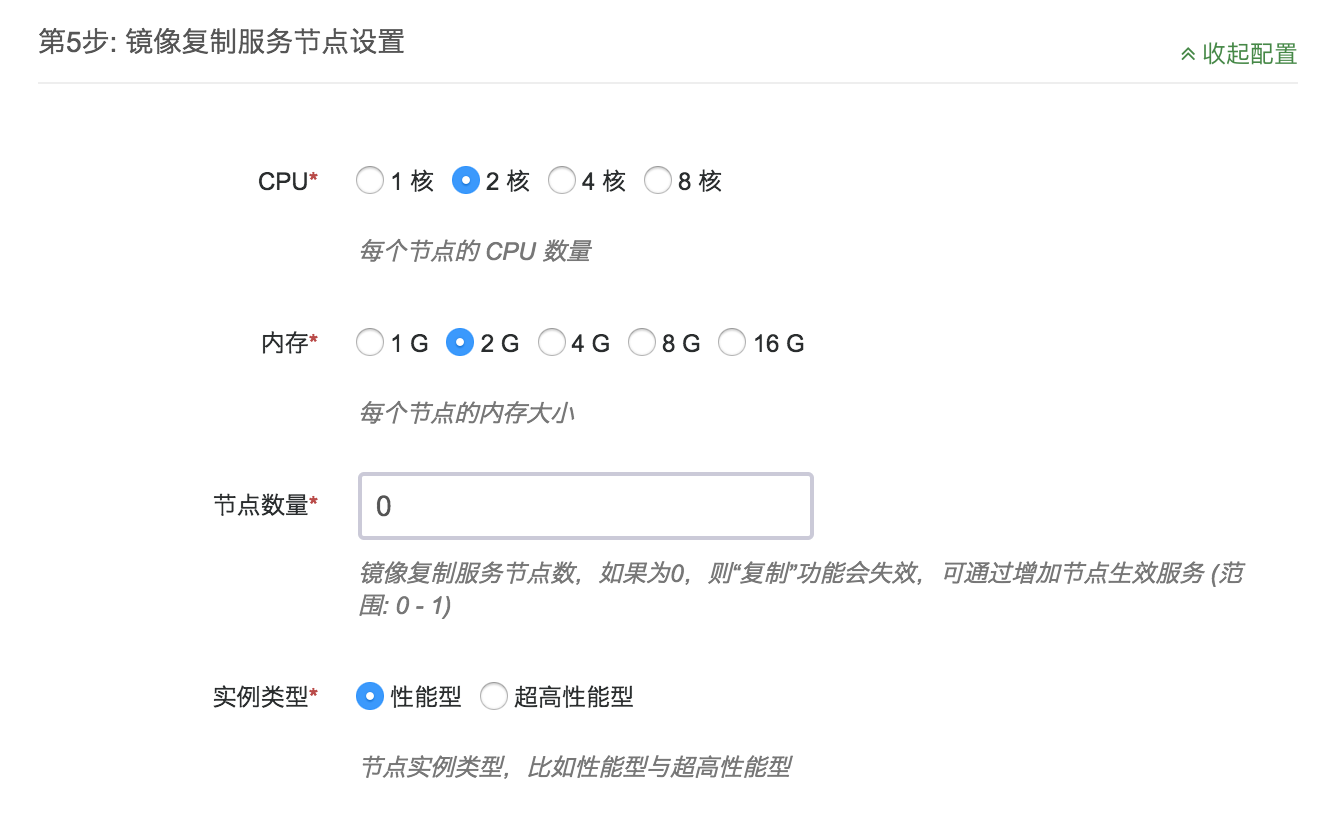 第5步: 镜像复制服务节点设置
收起配置
CPU* 1 核 2 核 4 核 8 核
每个节点的 CPU 数量
内存* 1 G 2 G 4 G 8 G 16 G
每个节点的内存大小
节点数量* 0
镜像复制服务节点数，如果为0，则“复制”功能会失效，可通过增加节点生效服务 (范
围: 0 - 1)
实例类型* 性能型 超高性能型
节点实例类型，比如性能型与超高性能型